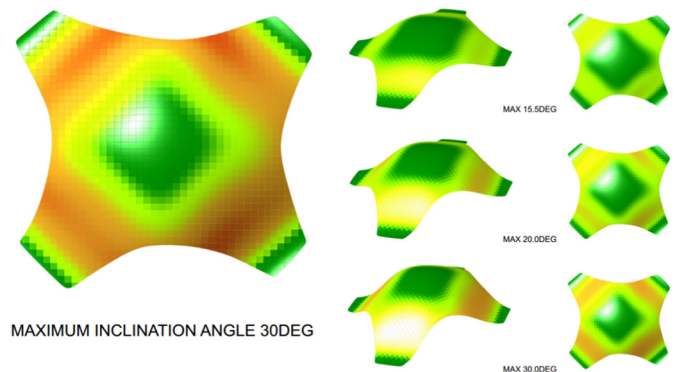 MAX 15.5DEG
MAX 20.0DEG
MAXIMUM INCLINATION ANGLE 30DEG
MAX 30.0DEG